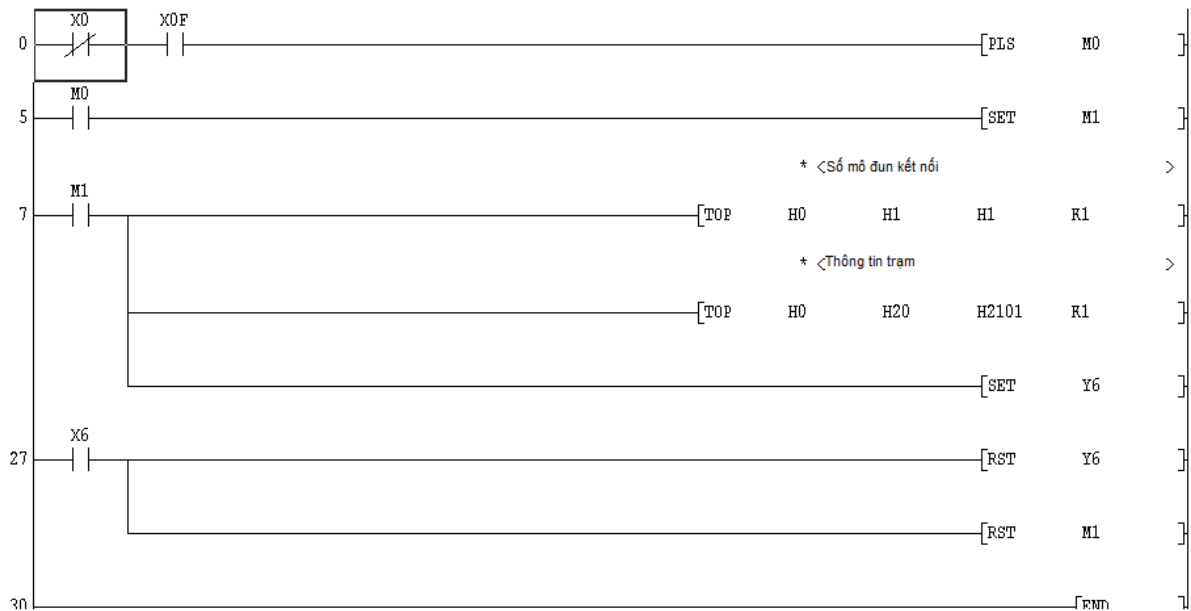 X0 X0F
0 [PLS M0 ]
M0
5 [SET M1 ]
* <Số mô đun kết nối >
M1
7 [TOP H0 H1 H1 K1 ]
* <Thông tin trạm >
[TOP H0 H20 H2101 K1 ]
[SET Y6 ]
X6
27 [RST Y6 ]
[RST M1 ]
30 [END ]